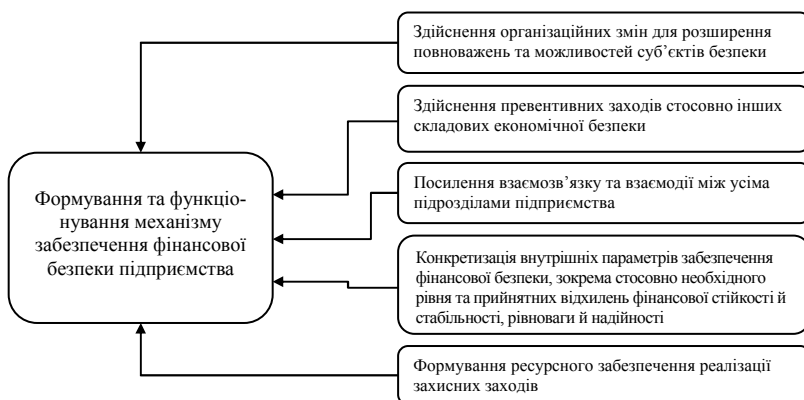 Здійснення організаційних змін для розширення
повноважень та можливостей суб’єктів безпеки
Здійснення превентивних заходів стосовно інших
складових економічної безпеки
Формування та функціо-
нування механізму
забезпечення фінансової
безпеки підприємства
Посилення взаємозв’язку та взаємодії між усіма
підрозділами підприємства
Конкретизація внутрішніх параметрів забезпечення
фінансової безпеки, зокрема стосовно необхідного
рівня та прийнятних відхилень фінансової стійкості й
стабільності, рівноваги й надійності
Формування ресурсного забезпечення реалізації
захисних заходів